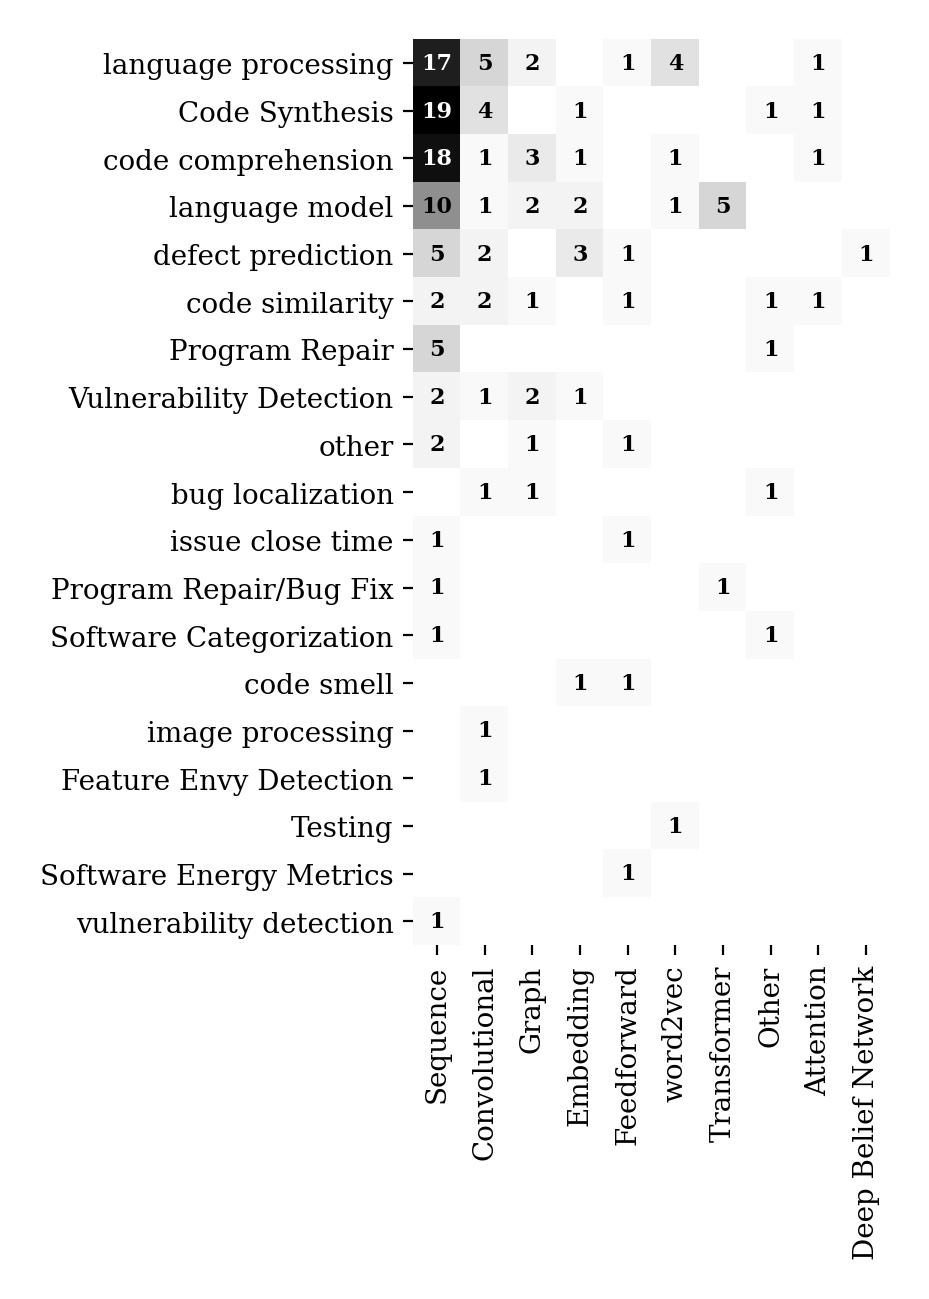 language processing 17 5 2 1 4 1
Code Synthesis 19 4 1 1 1
code comprehension 18 1 3 1 1 1
language model 10 1 2 2 1 5
defect prediction 5 2 3 1 1
code similarity 2 2 1 1 1 1
Program Repair 5 1
Vulnerability Detection 2 1 2 1
other 2 1 1
bug localization 1 1 1
issue close time 1 1
Program Repair/Bug Fix 1 1
Software Categorization 1 1
code smell 1 1
image processing 1
Feature Envy Detection 1
Testing 1
Software Energy Metrics 1
vulnerability detection 1
Sequence
Convolutional
Graph
Embedding
Feedforward
word2vec
Transformer
Other
Attention
Deep Belief Network